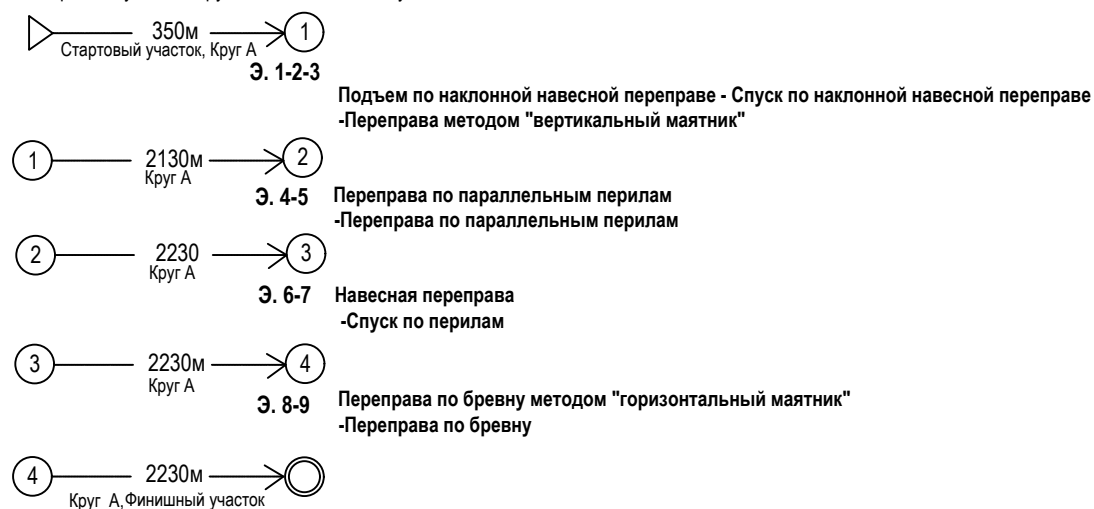 350м
1
Стартовый участок, Круг А
Э. 1-2-3
Подъем по наклонной навесной переправе - Спуск по наклонной навесной переправе
-Переправа методом "вертикальный маятник"
1 2130м 2
Круг А
Э. 4-5 Переправа по параллельным перилам
-Переправа по параллельным перилам
2 2230 3
Круг А
Э. 6-7 Навесная переправа
-Спуск по перилам
3 2230м 4
Круг А
Э. 8-9 Переправа по бревну методом "горизонтальный маятник"
-Переправа по бревну
4 2230м
Круг А,Финишный участок